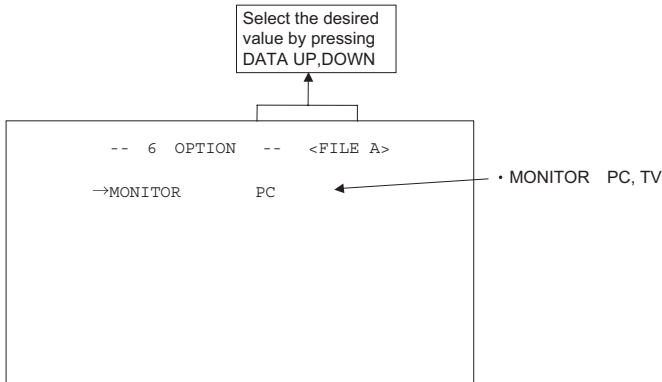 Select the desired
value by pressing
DATA UP,DOWN
-- 6 OPTION -- <FILE A>
→MONITOR PC
・MONITOR PC, TV